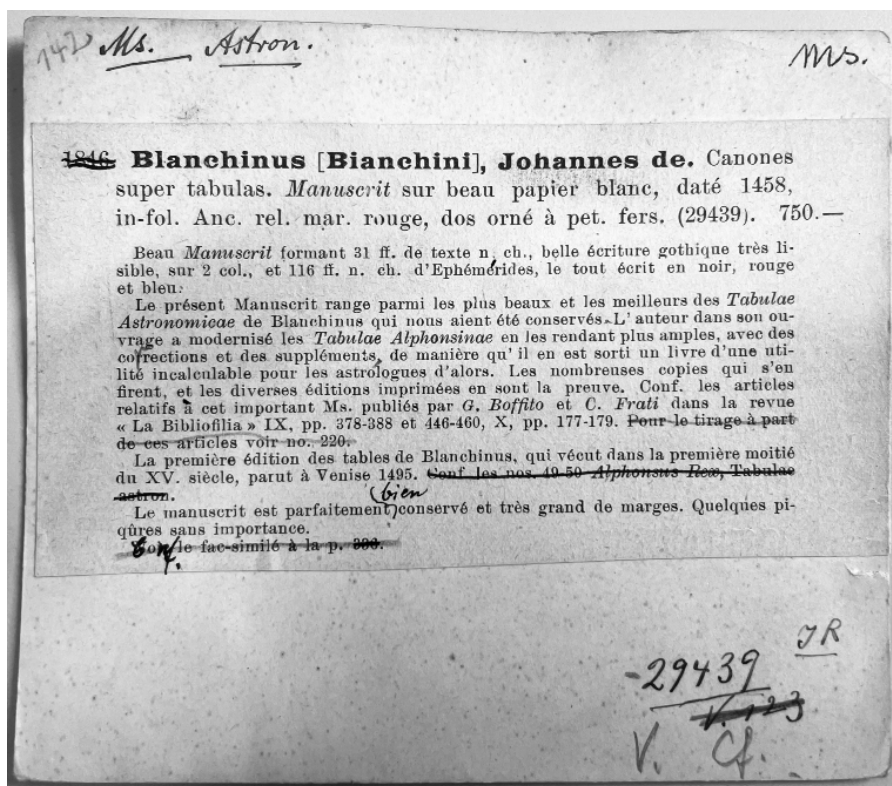 142 Ms. Astron. Ms.
1846 Blanchinus [Bianchini], Johannes de. Canones
super tabulas. Manuscrit sur beau papier blanc, daté 1458,
in-fol. Anc. rel. mar. rouge, dos orné à pet. fers. (29439). 750.—
Beau Manuscrit formant 31 ff. de texte n. ch., belle écriture gothique très li-
sible, sur 2 col., et 116 ff. n. ch. d'Ephémérides, le tout écrit en noir, rouge
et bleu.
Le présent Manuscrit range parmi les plus beaux et les meilleurs des Tabulae
Astronomicae de Blanchinus qui nous aient été conservés. L' auteur dans son ou-
vrage a modernisé les Tabulae Alphonsinae en les rendant plus amples, avec des
corrections et des suppléments, de manière qu' il en est sorti un livre d'une uti-
lité incalculable pour les astrologues d'alors. Les nombreuses copies qui s'en
firent, et les diverses éditions imprimées en sont la preuve. Conf. les articles
relatifs à cet important Ms. publiés par G. Boffito et C. Frati dans la revue
« La Bibliofilia » IX, pp. 378-388 et 446-460, X, pp. 177-179. Pour le tirage à part
de ces articles voir no. 220.
La première édition des tables de Blanchinus, qui vécut dans la première moitié
du XV. siècle, parut à Venise 1495. Conf. les nos. 49-50 Alphonsus Rex, Tabulae
astron.
bien
Le manuscrit est parfaitement conservé et très grand de marges. Quelques pi-
qûres sans importance.
Conf. le fac-similé à la p.
JR
-29439
V. 123
V. Cf.